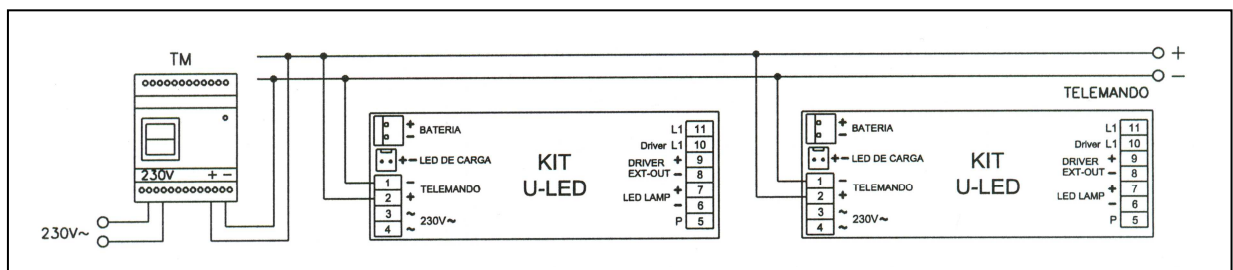 TM
230V + -
230V~
+
-
TELEMANDO
+ BATERIA
-
+- LED DE CARGA
1 - TELEMANDO
2 +
3 ~ 230V~
4 ~
KIT
U-LED
L1 11
Driver L1 10
DRIVER + 9
EXT-OUT - 8
LED LAMP + 7
- 6
P 5
+ BATERIA
-
+- LED DE CARGA
1 - TELEMANDO
2 +
3 ~ 230V~
4 ~
KIT
U-LED
L1 11
Driver L1 10
DRIVER + 9
EXT-OUT - 8
LED LAMP + 7
- 6
P 5